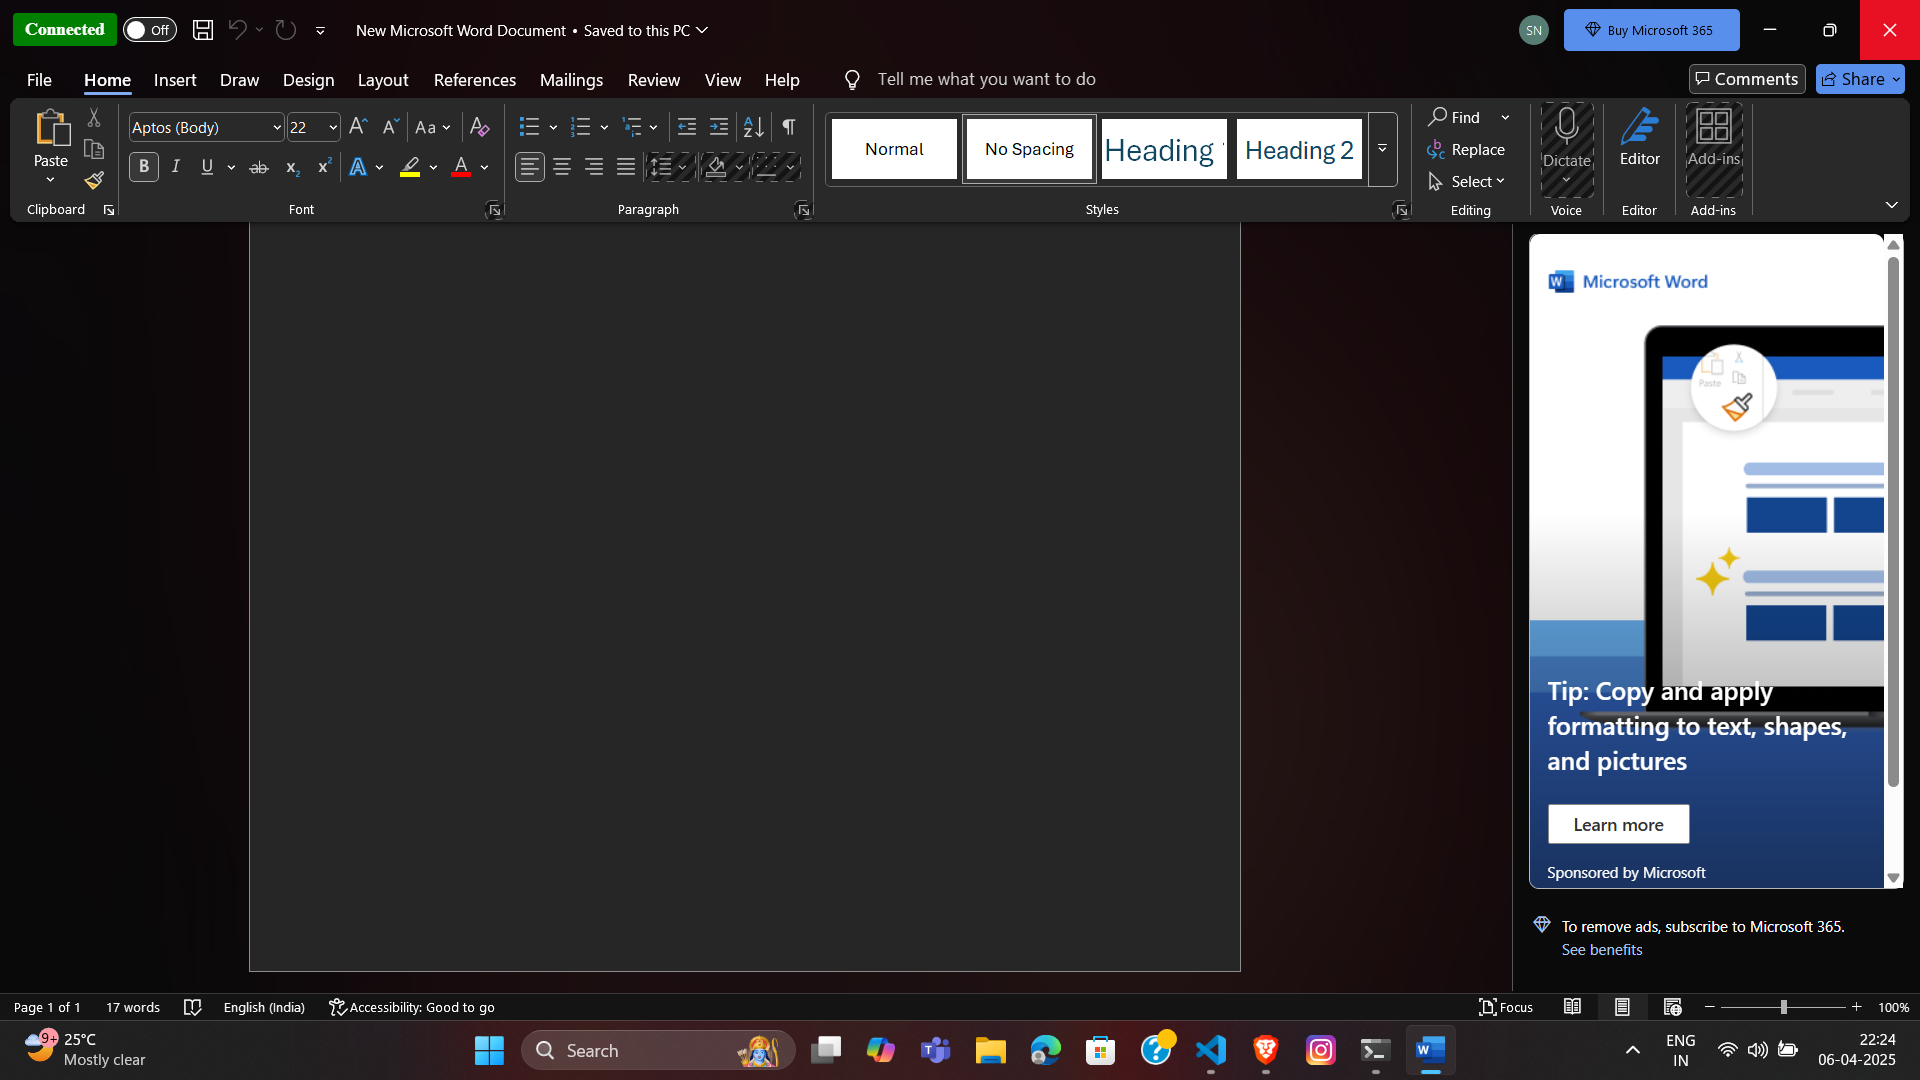 Connected
Off
New Microsoft Word Document • Saved to this PC
SN
Buy Microsoft 365
File Home Insert Draw Design Layout References Mailings Review View Help
Tell me what you want to do
Comments
Share
Paste
Clipboard
Aptos (Body)
22
Aa
B I U ab x₂ x² A A
Font
Paragraph
Normal
No Spacing
Heading
Heading 2
Styles
Find
Replace
Select
Editing
Dictate
Voice
Editor
Editor
Add-ins
Add-ins
Microsoft Word
Paste
Tip: Copy and apply
formatting to text, shapes,
and pictures
Learn more
Sponsored by Microsoft
To remove ads, subscribe to Microsoft 365.
See benefits
Page 1 of 1
17 words
English (India)
Accessibility: Good to go
Focus
100%
9+
25°C
Mostly clear
Search
ENG
IN
22:24
06-04-2025